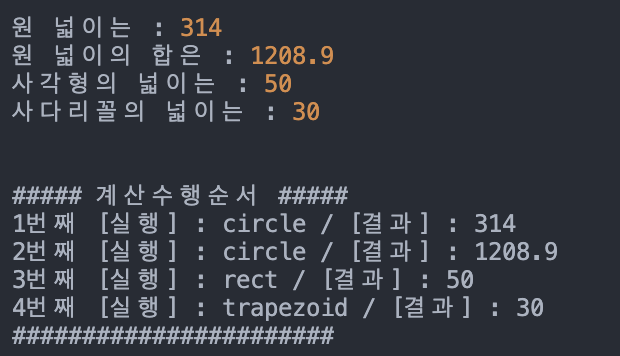 원 넓이는 : 314
원 넓이의 합은 : 1208.9
사각형의 넓이는 : 50
사다리꼴의 넓이는 : 30
##### 계산수행순서 #####
1번째 [실행] : circle / [결과] : 314
2번째 [실행] : circle / [결과] : 1208.9
3번째 [실행] : rect / [결과] : 50
4번째 [실행] : trapezoid / [결과] : 30
#######################